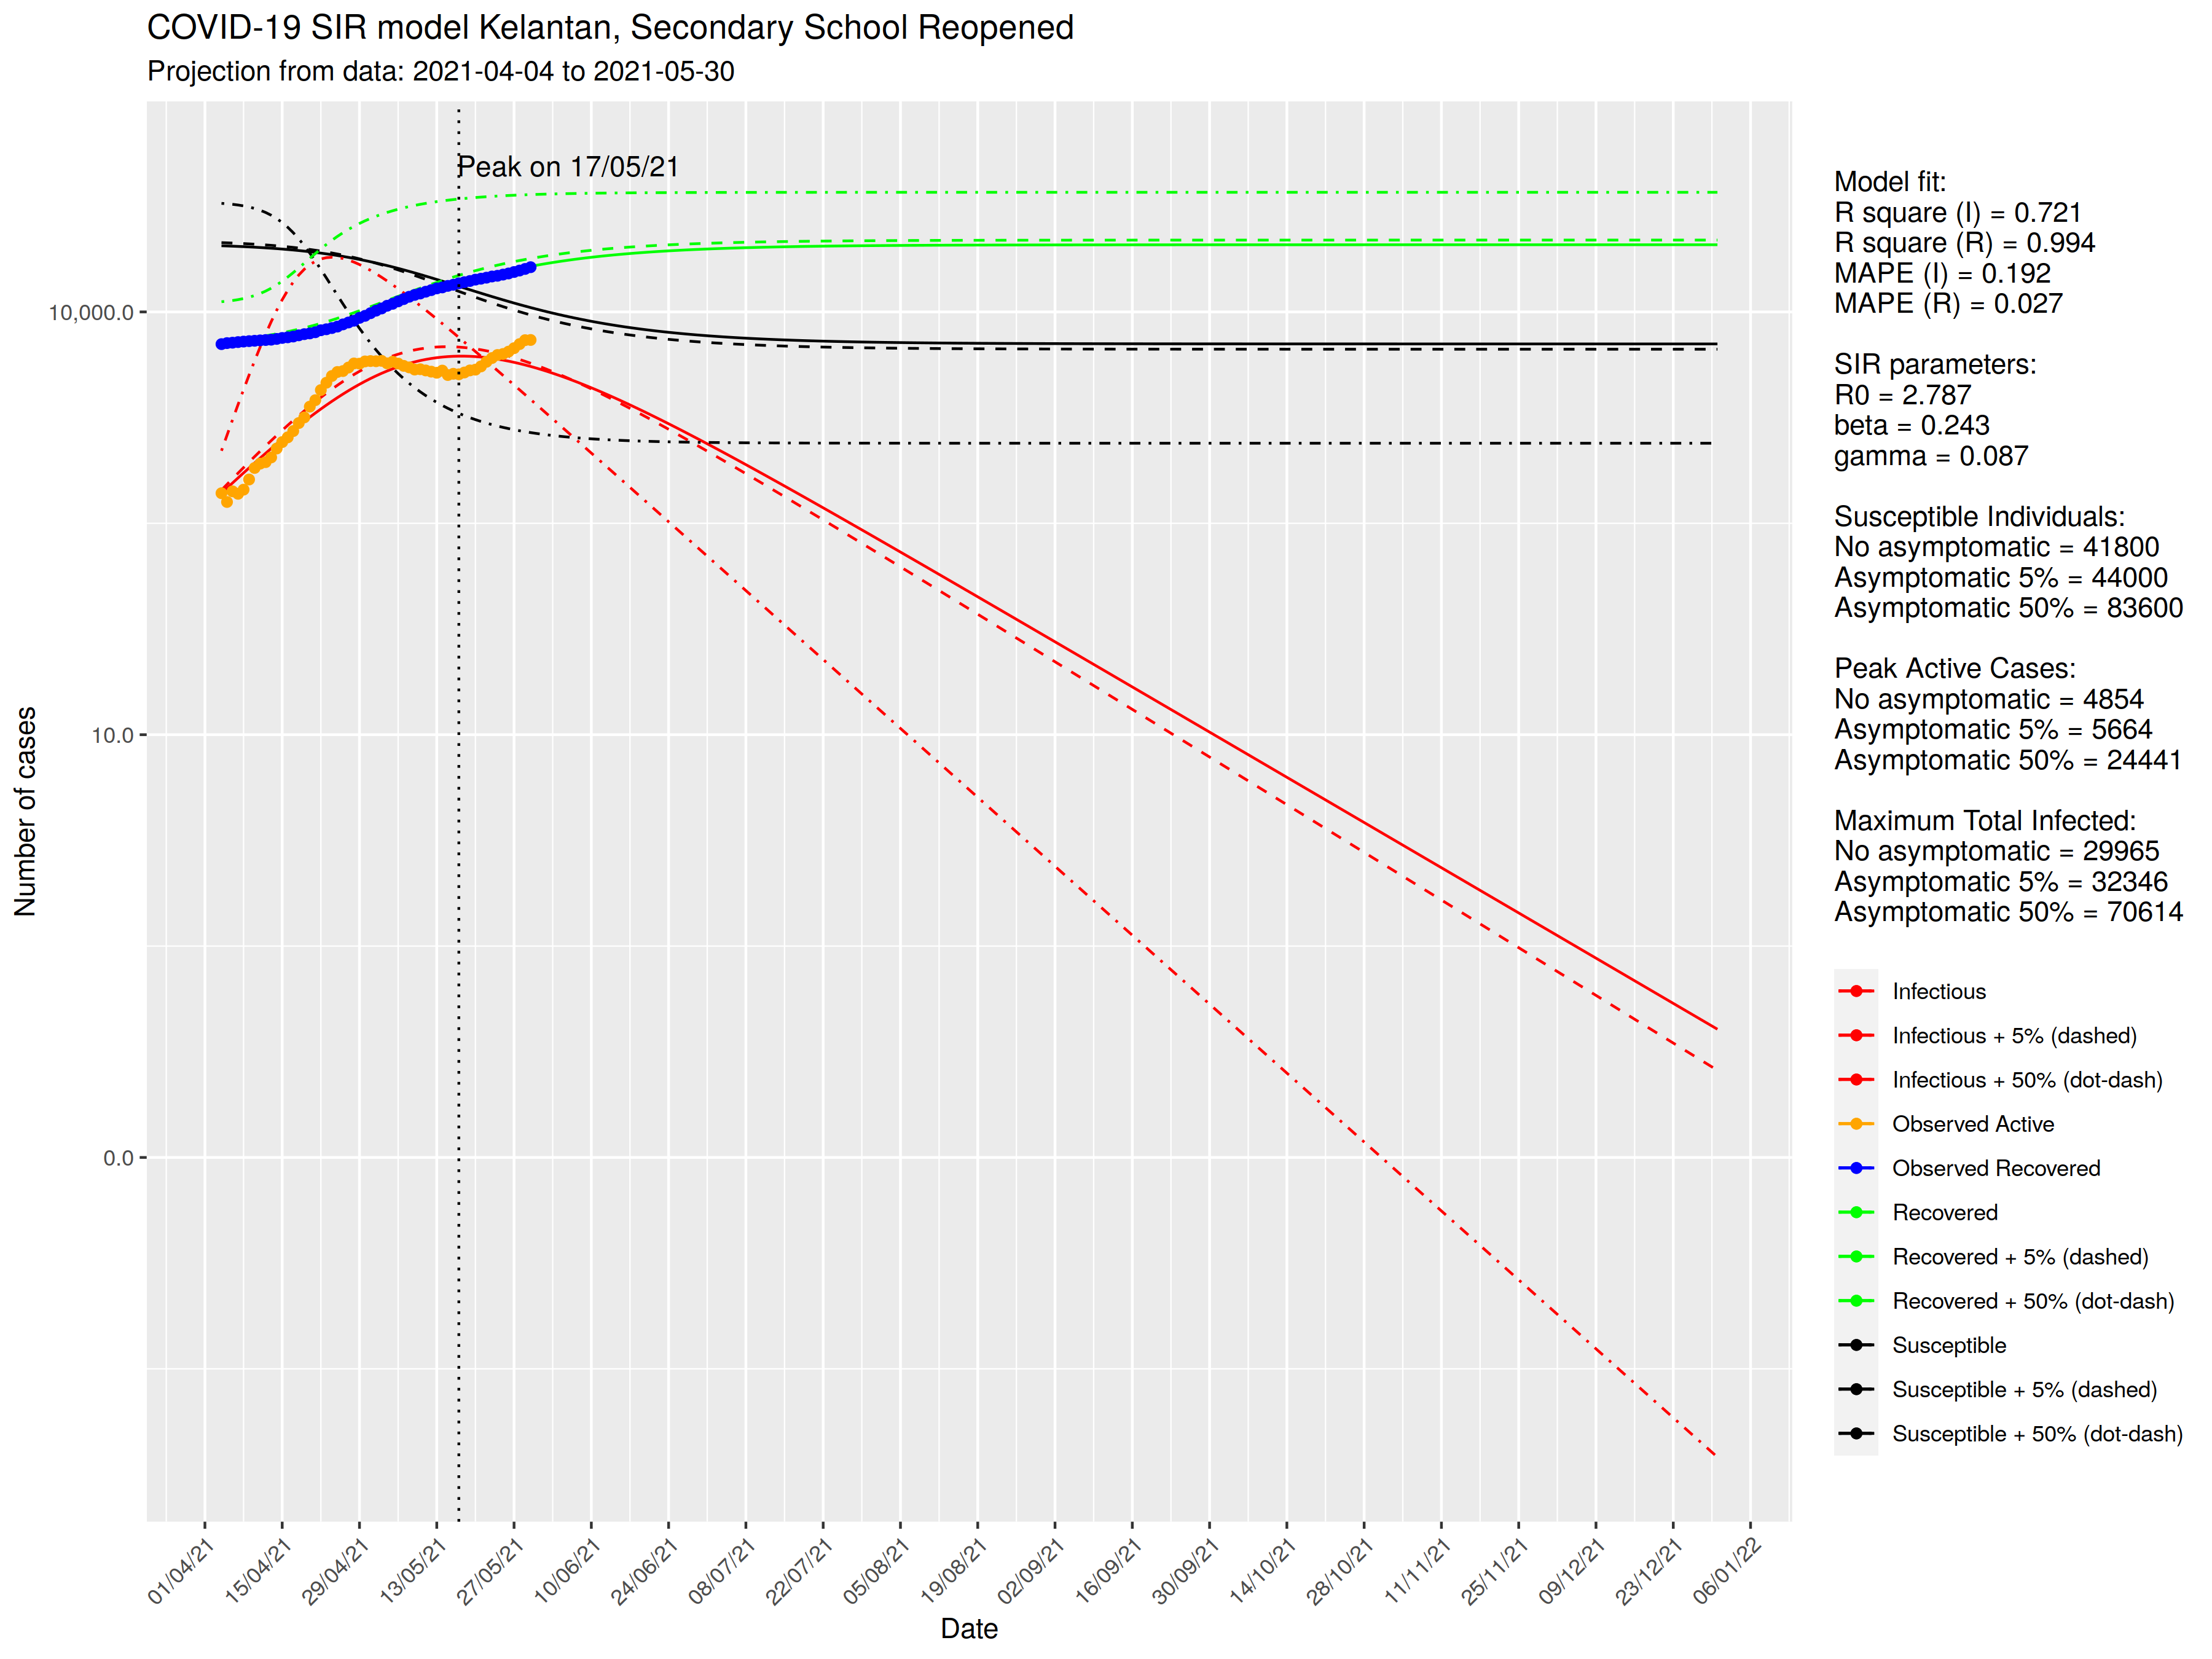 COVID-19 SIR model Kelantan, Secondary School Reopened
Projection from data: 2021-04-04 to 2021-05-30
Peak on 17/05/21
Number of cases
10,000.0
10.0
0.0
01/04/21
15/04/21
29/04/21
13/05/21
27/05/21
10/06/21
24/06/21
08/07/21
22/07/21
05/08/21
19/08/21
02/09/21
16/09/21
30/09/21
14/10/21
28/10/21
11/11/21
25/11/21
09/12/21
23/12/21
06/01/22
Date
Model fit:
R square (I) = 0.721
R square (R) = 0.994
MAPE (I) = 0.192
MAPE (R) = 0.027
SIR parameters:
R0 = 2.787
beta = 0.243
gamma = 0.087
Susceptible Individuals:
No asymptomatic = 41800
Asymptomatic 5% = 44000
Asymptomatic 50% = 83600
Peak Active Cases:
No asymptomatic = 4854
Asymptomatic 5% = 5664
Asymptomatic 50% = 24441
Maximum Total Infected:
No asymptomatic = 29965
Asymptomatic 5% = 32346
Asymptomatic 50% = 70614
Infectious
Infectious + 5% (dashed)
Infectious + 50% (dot-dash)
Observed Active
Observed Recovered
Recovered
Recovered + 5% (dashed)
Recovered + 50% (dot-dash)
Susceptible
Susceptible + 5% (dashed)
Susceptible + 50% (dot-dash)